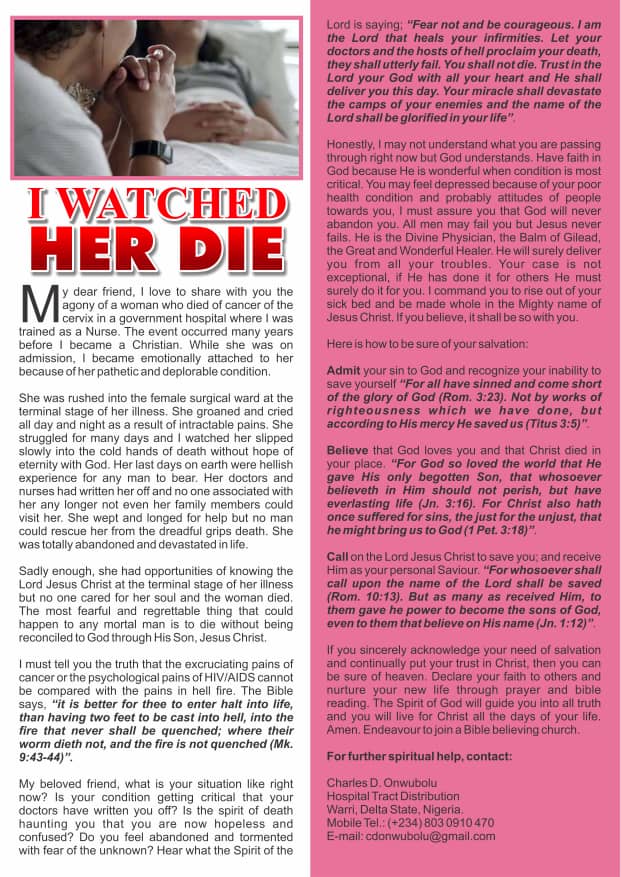 I WATCHED
HER DIE
My dear friend, I love to share with you the
agony of a woman who died of cancer of the
cervix in a government hospital where I was
trained as a Nurse. The event occurred many years
before I became a Christian. While she was on
admission, I became emotionally attached to her
because of her pathetic and deplorable condition.
She was rushed into the female surgical ward at the
terminal stage of her illness. She groaned and cried
all day and night as a result of intractable pains. She
struggled for many days and I watched her slipped
slowly into the cold hands of death without hope of
eternity with God. Her last days on earth were hellish
experience for any man to bear. Her doctors and
nurses had written her off and no one associated with
her any longer not even her family members could
visit her. She wept and longed for help but no man
could rescue her from the dreadful grips death. She
was totally abandoned and devastated in life.
Sadly enough, she had opportunities of knowing the
Lord Jesus Christ at the terminal stage of her illness
but no one cared for her soul and the woman died.
The most fearful and regrettable thing that could
happen to any mortal man is to die without being
reconciled to God through His Son, Jesus Christ.
I must tell you the truth that the excruciating pains of
cancer or the psychological pains of HIV/AIDS cannot
be compared with the pains in hell fire. The Bible
says, “it is better for thee to enter halt into life,
than having two feet to be cast into hell, into the
fire that never shall be quenched; where their
worm dieth not, and the fire is not quenched (Mk.
9:43-44)”.
My beloved friend, what is your situation like right
now? Is your condition getting critical that your
doctors have written you off? Is the spirit of death
haunting you that you are now hopeless and
confused? Do you feel abandoned and tormented
with fear of the unknown? Hear what the Spirit of the
Lord is saying; “Fear not and be courageous. I am
the Lord that heals your infirmities. Let your
doctors and the hosts of hell proclaim your death,
they shall utterly fail. You shall not die. Trust in the
Lord your God with all your heart and He shall
deliver you this day. Your miracle shall devastate
the camps of your enemies and the name of the
Lord shall be glorified in your life”.
Honestly, I may not understand what you are passing
through right now but God understands. Have faith in
God because He is wonderful when condition is most
critical. You may feel depressed because of your poor
health condition and probably attitudes of people
towards you, I must assure you that God will never
abandon you. All men may fail you but Jesus never
fails. He is the Divine Physician, the Balm of Gilead,
the Great and Wonderful Healer. He will surely deliver
you from all your troubles. Your case is not
exceptional, if He has done it for others He must
surely do it for you. I command you to rise out of your
sick bed and be made whole in the Mighty name of
Jesus Christ. If you believe, it shall be so with you.
Here is how to be sure of your salvation:
Admit your sin to God and recognize your inability to
save yourself “For all have sinned and come short
of the glory of God (Rom. 3:23). Not by works of
righteousness which we have done, but
according to His mercy He saved us (Titus 3:5)”.
Believe that God loves you and that Christ died in
your place. “For God so loved the world that He
gave His only begotten Son, that whosoever
believeth in Him should not perish, but have
everlasting life (Jn. 3:16). For Christ also hath
once suffered for sins, the just for the unjust, that
he might bring us to God (1 Pet. 3:18)”.
Call on the Lord Jesus Christ to save you; and receive
Him as your personal Saviour. “For whosoever shall
call upon the name of the Lord shall be saved
(Rom. 10:13). But as many as received Him, to
them gave he power to become the sons of God,
even to them that believe on His name (Jn. 1:12)”.
If you sincerely acknowledge your need of salvation
and continually put your trust in Christ, then you can
be sure of heaven. Declare your faith to others and
nurture your new life through prayer and bible
reading. The Spirit of God will guide you into all truth
and you will live for Christ all the days of your life.
Amen. Endeavour to join a Bible believing church.
For further spiritual help, contact:
Charles D. Onwubolu
Hospital Tract Distribution
Warri, Delta State, Nigeria.
Mobile Tel.: (+234) 803 0910 470
E-mail: cdonwubolu@gmail.com